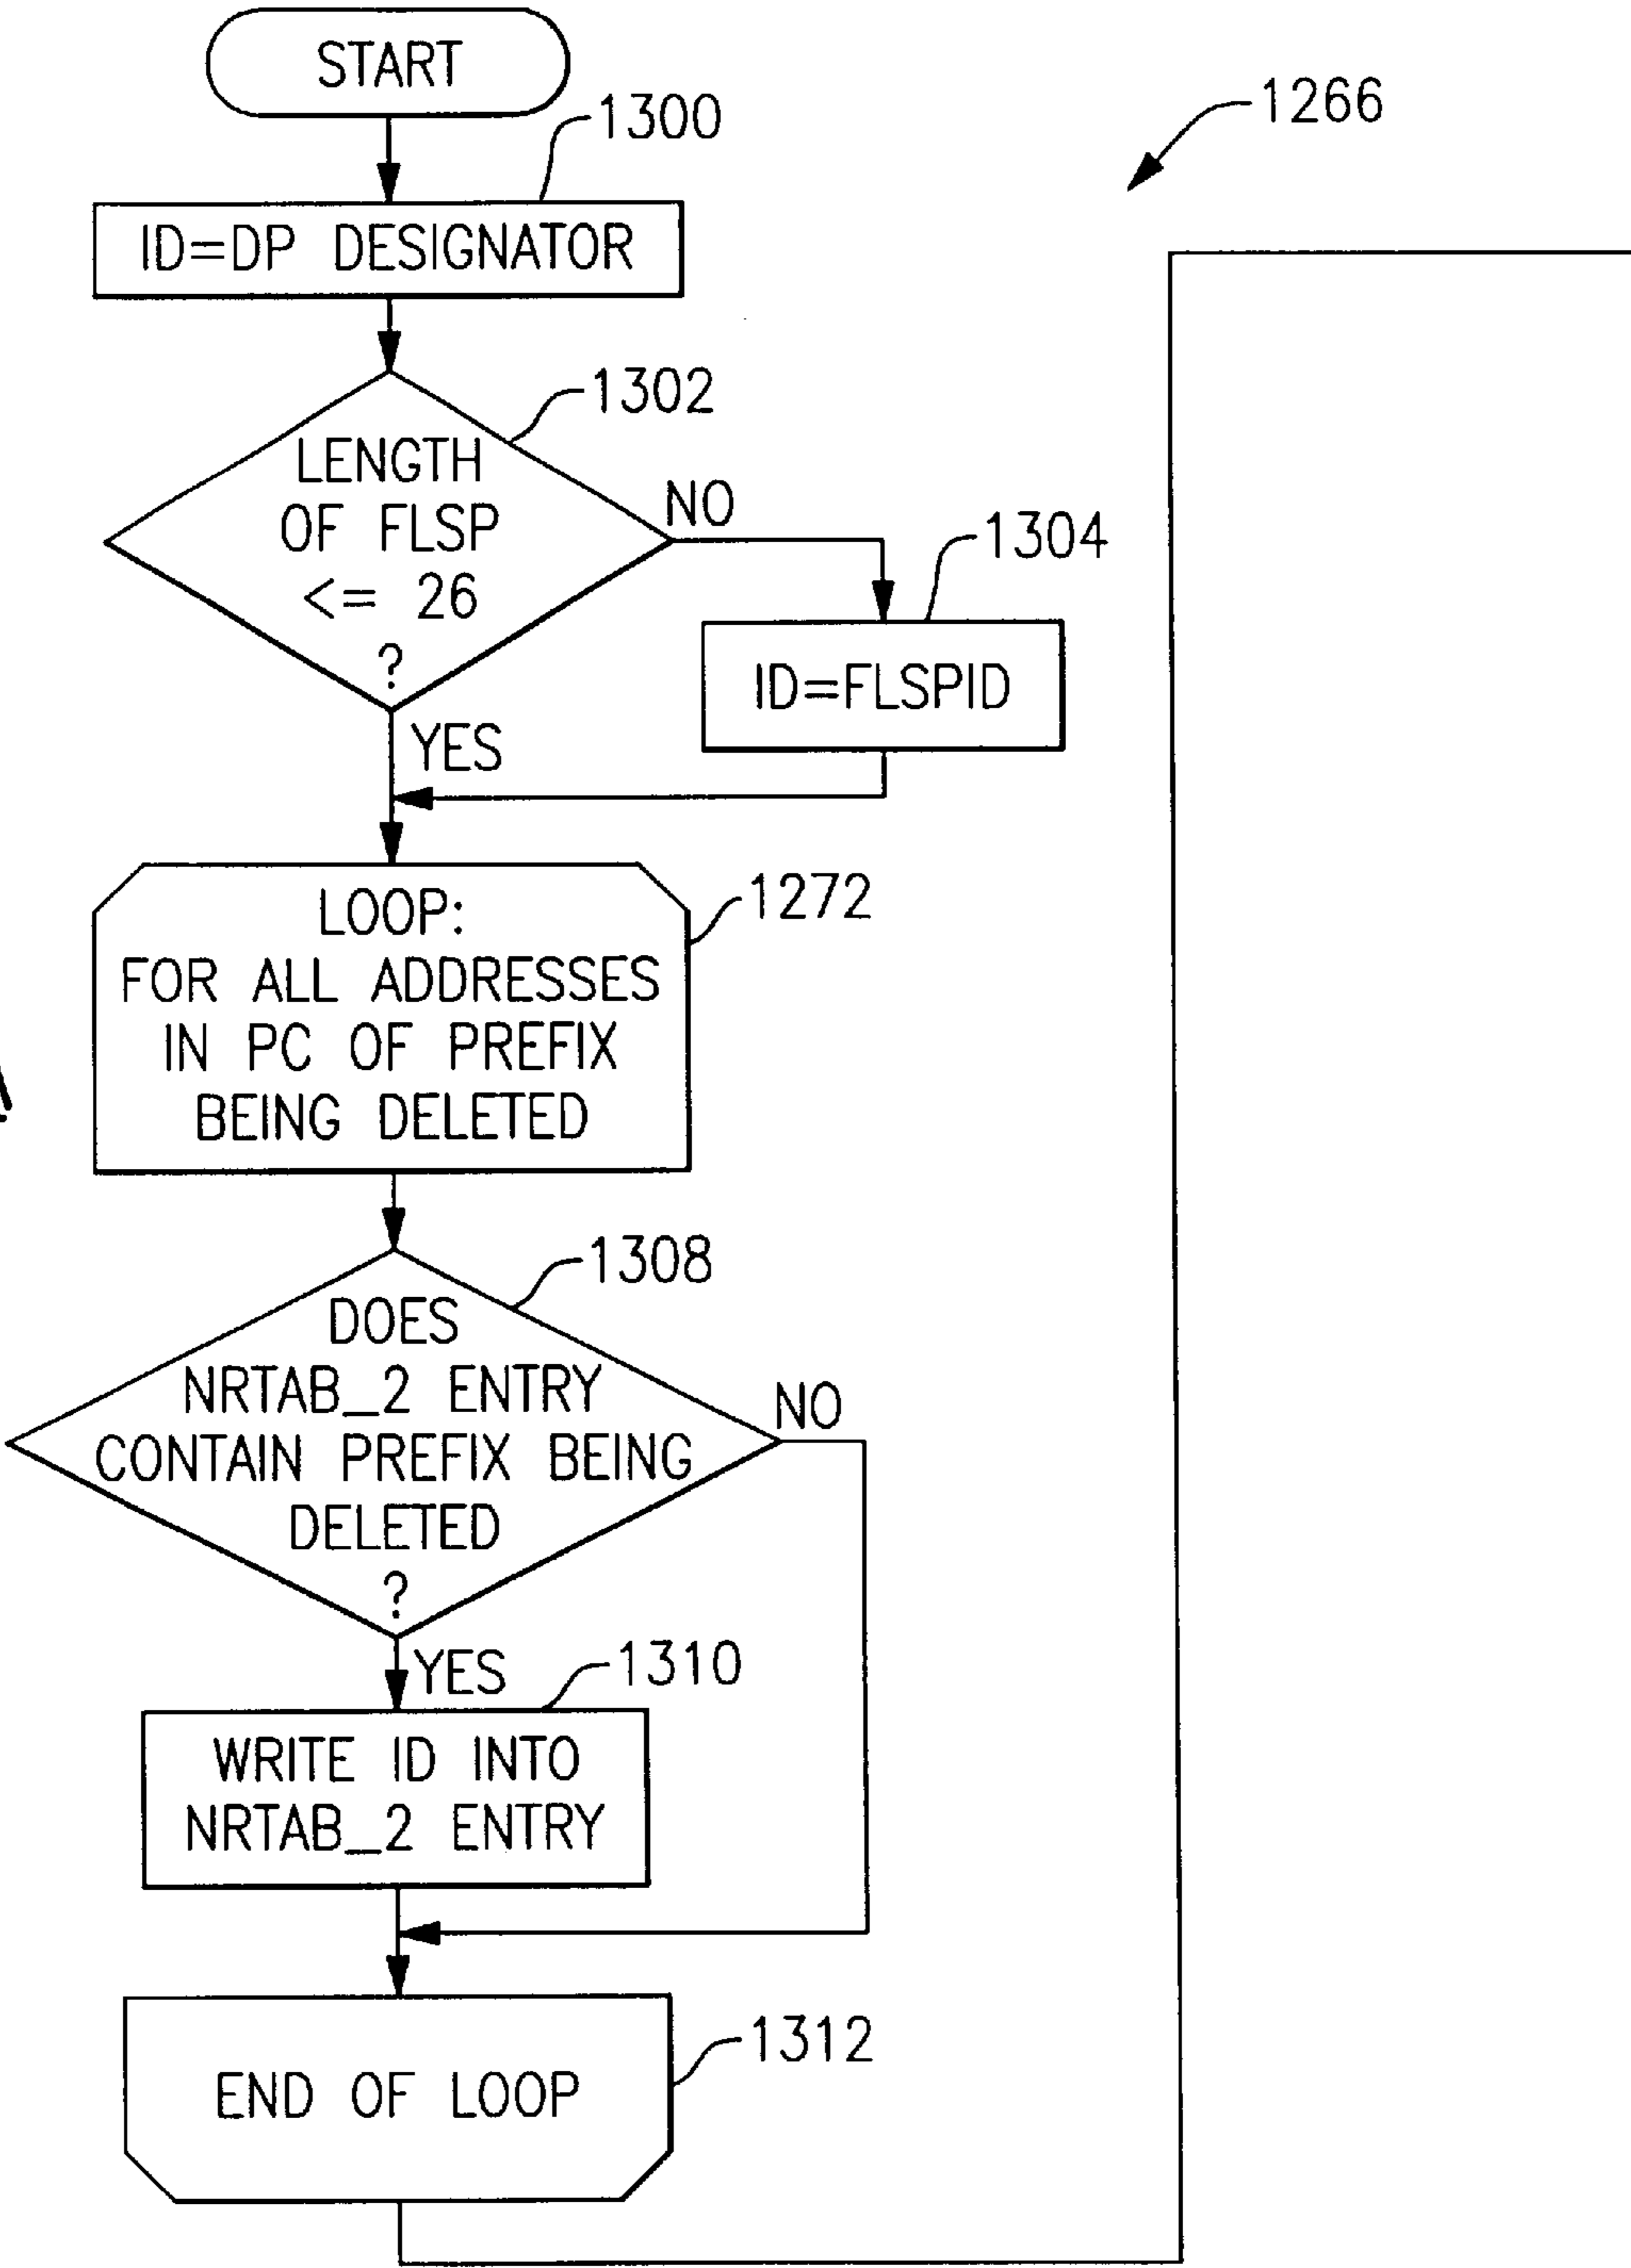 START
1300
1266
ID=DP DESIGNATOR
1302
LENGTH
OF FLSP
<= 26
?
NO
1304
ID=FLSPID
YES
1272
LOOP:
FOR ALL ADDRESSES
IN PC OF PREFIX
BEING DELETED
1308
DOES
NRTAB_2 ENTRY
CONTAIN PREFIX BEING
DELETED
?
NO
YES
1310
WRITE ID INTO
NRTAB_2 ENTRY
1312
END OF LOOP